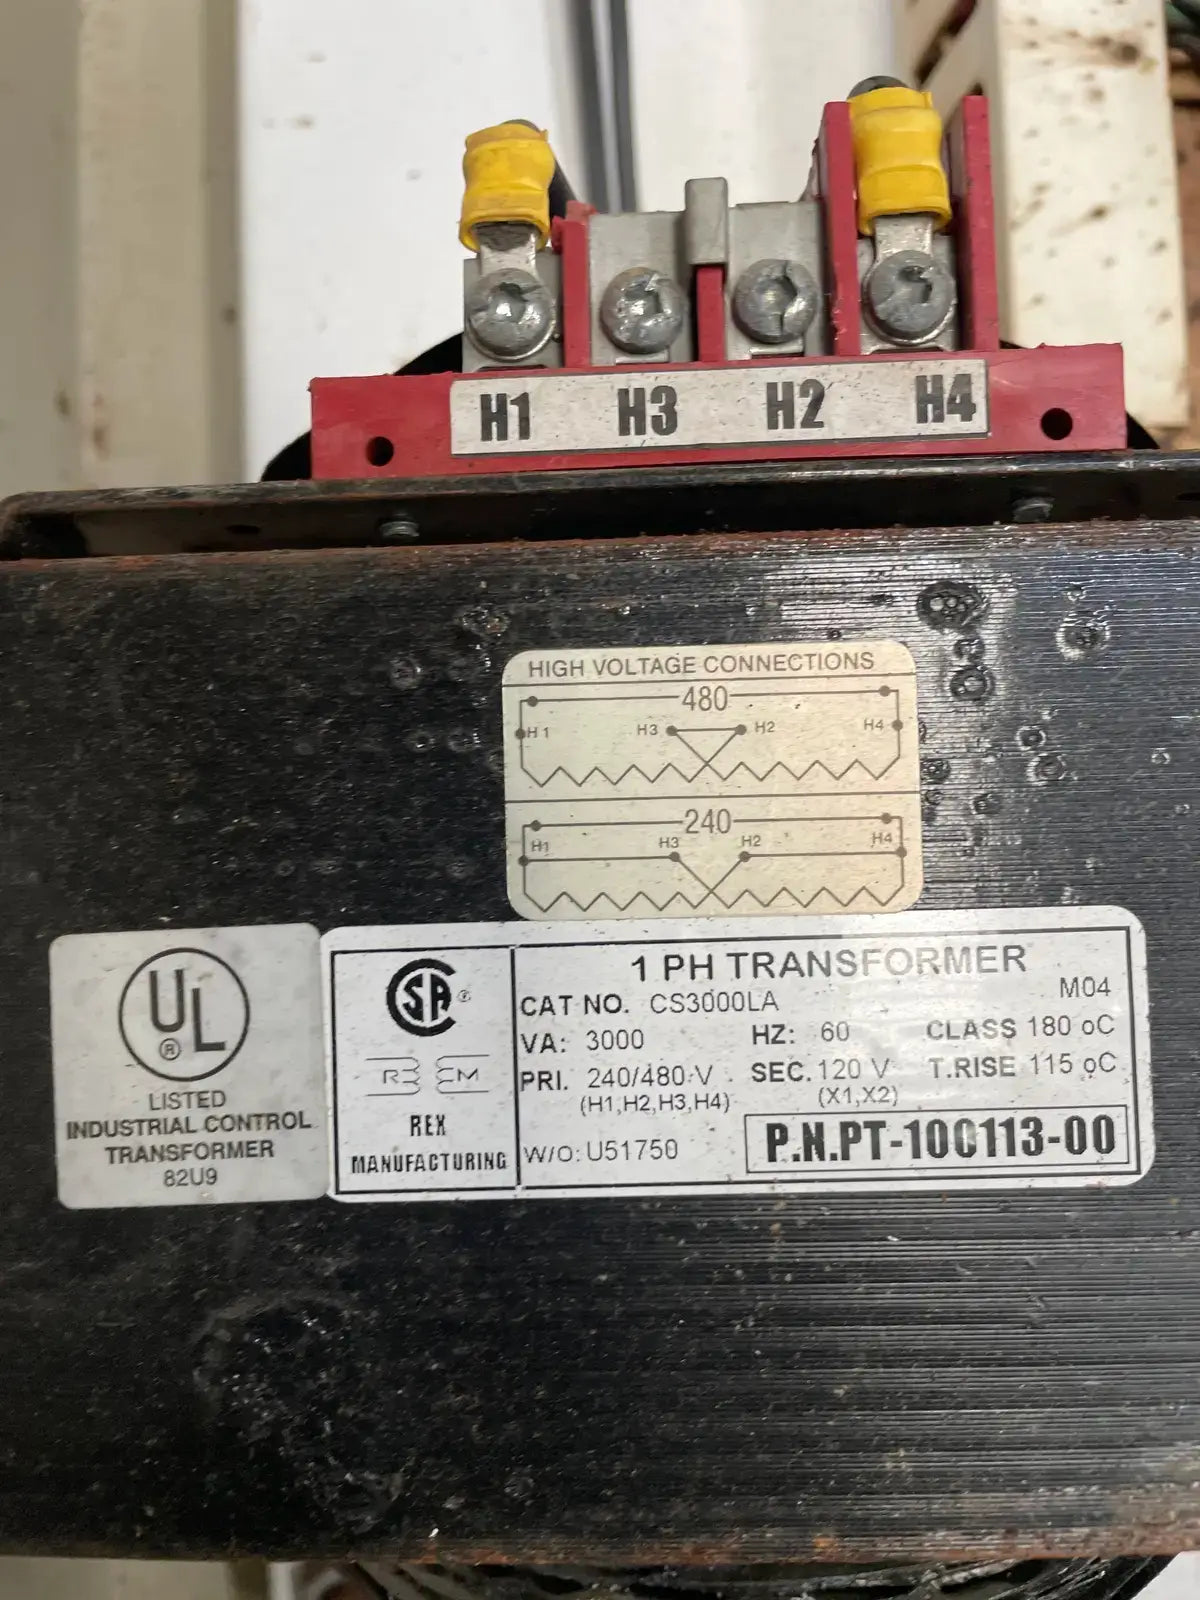 H1 H3 H2 H4
HIGH VOLTAGE CONNECTIONS
480
H1 H3 H2 H4
240
H1 H3 H2 H4
UL ®
LISTED
INDUSTRIAL CONTROL
TRANSFORMER
82U9
SA ®
R EM
REX
MANUFACTURING
1 PH TRANSFORMER
CAT NO. CS3000LA M04
VA: 3000 HZ: 60 CLASS 180 oC
PRI. 240/480 V SEC. 120 V T.RISE 115 oC
(H1,H2,H3,H4) (X1,X2)
W/O: U51750 P.N.PT-100113-00